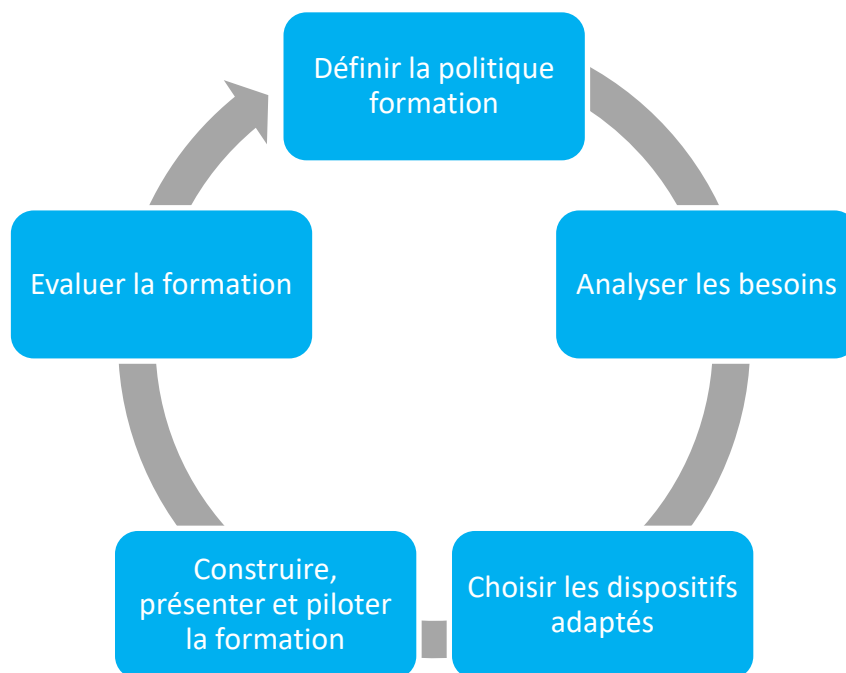 Définir la politique
formation
Analyser les besoins
Choisir les dispositifs
adaptés
Construire,
présenter et piloter
la formation
Evaluer la formation